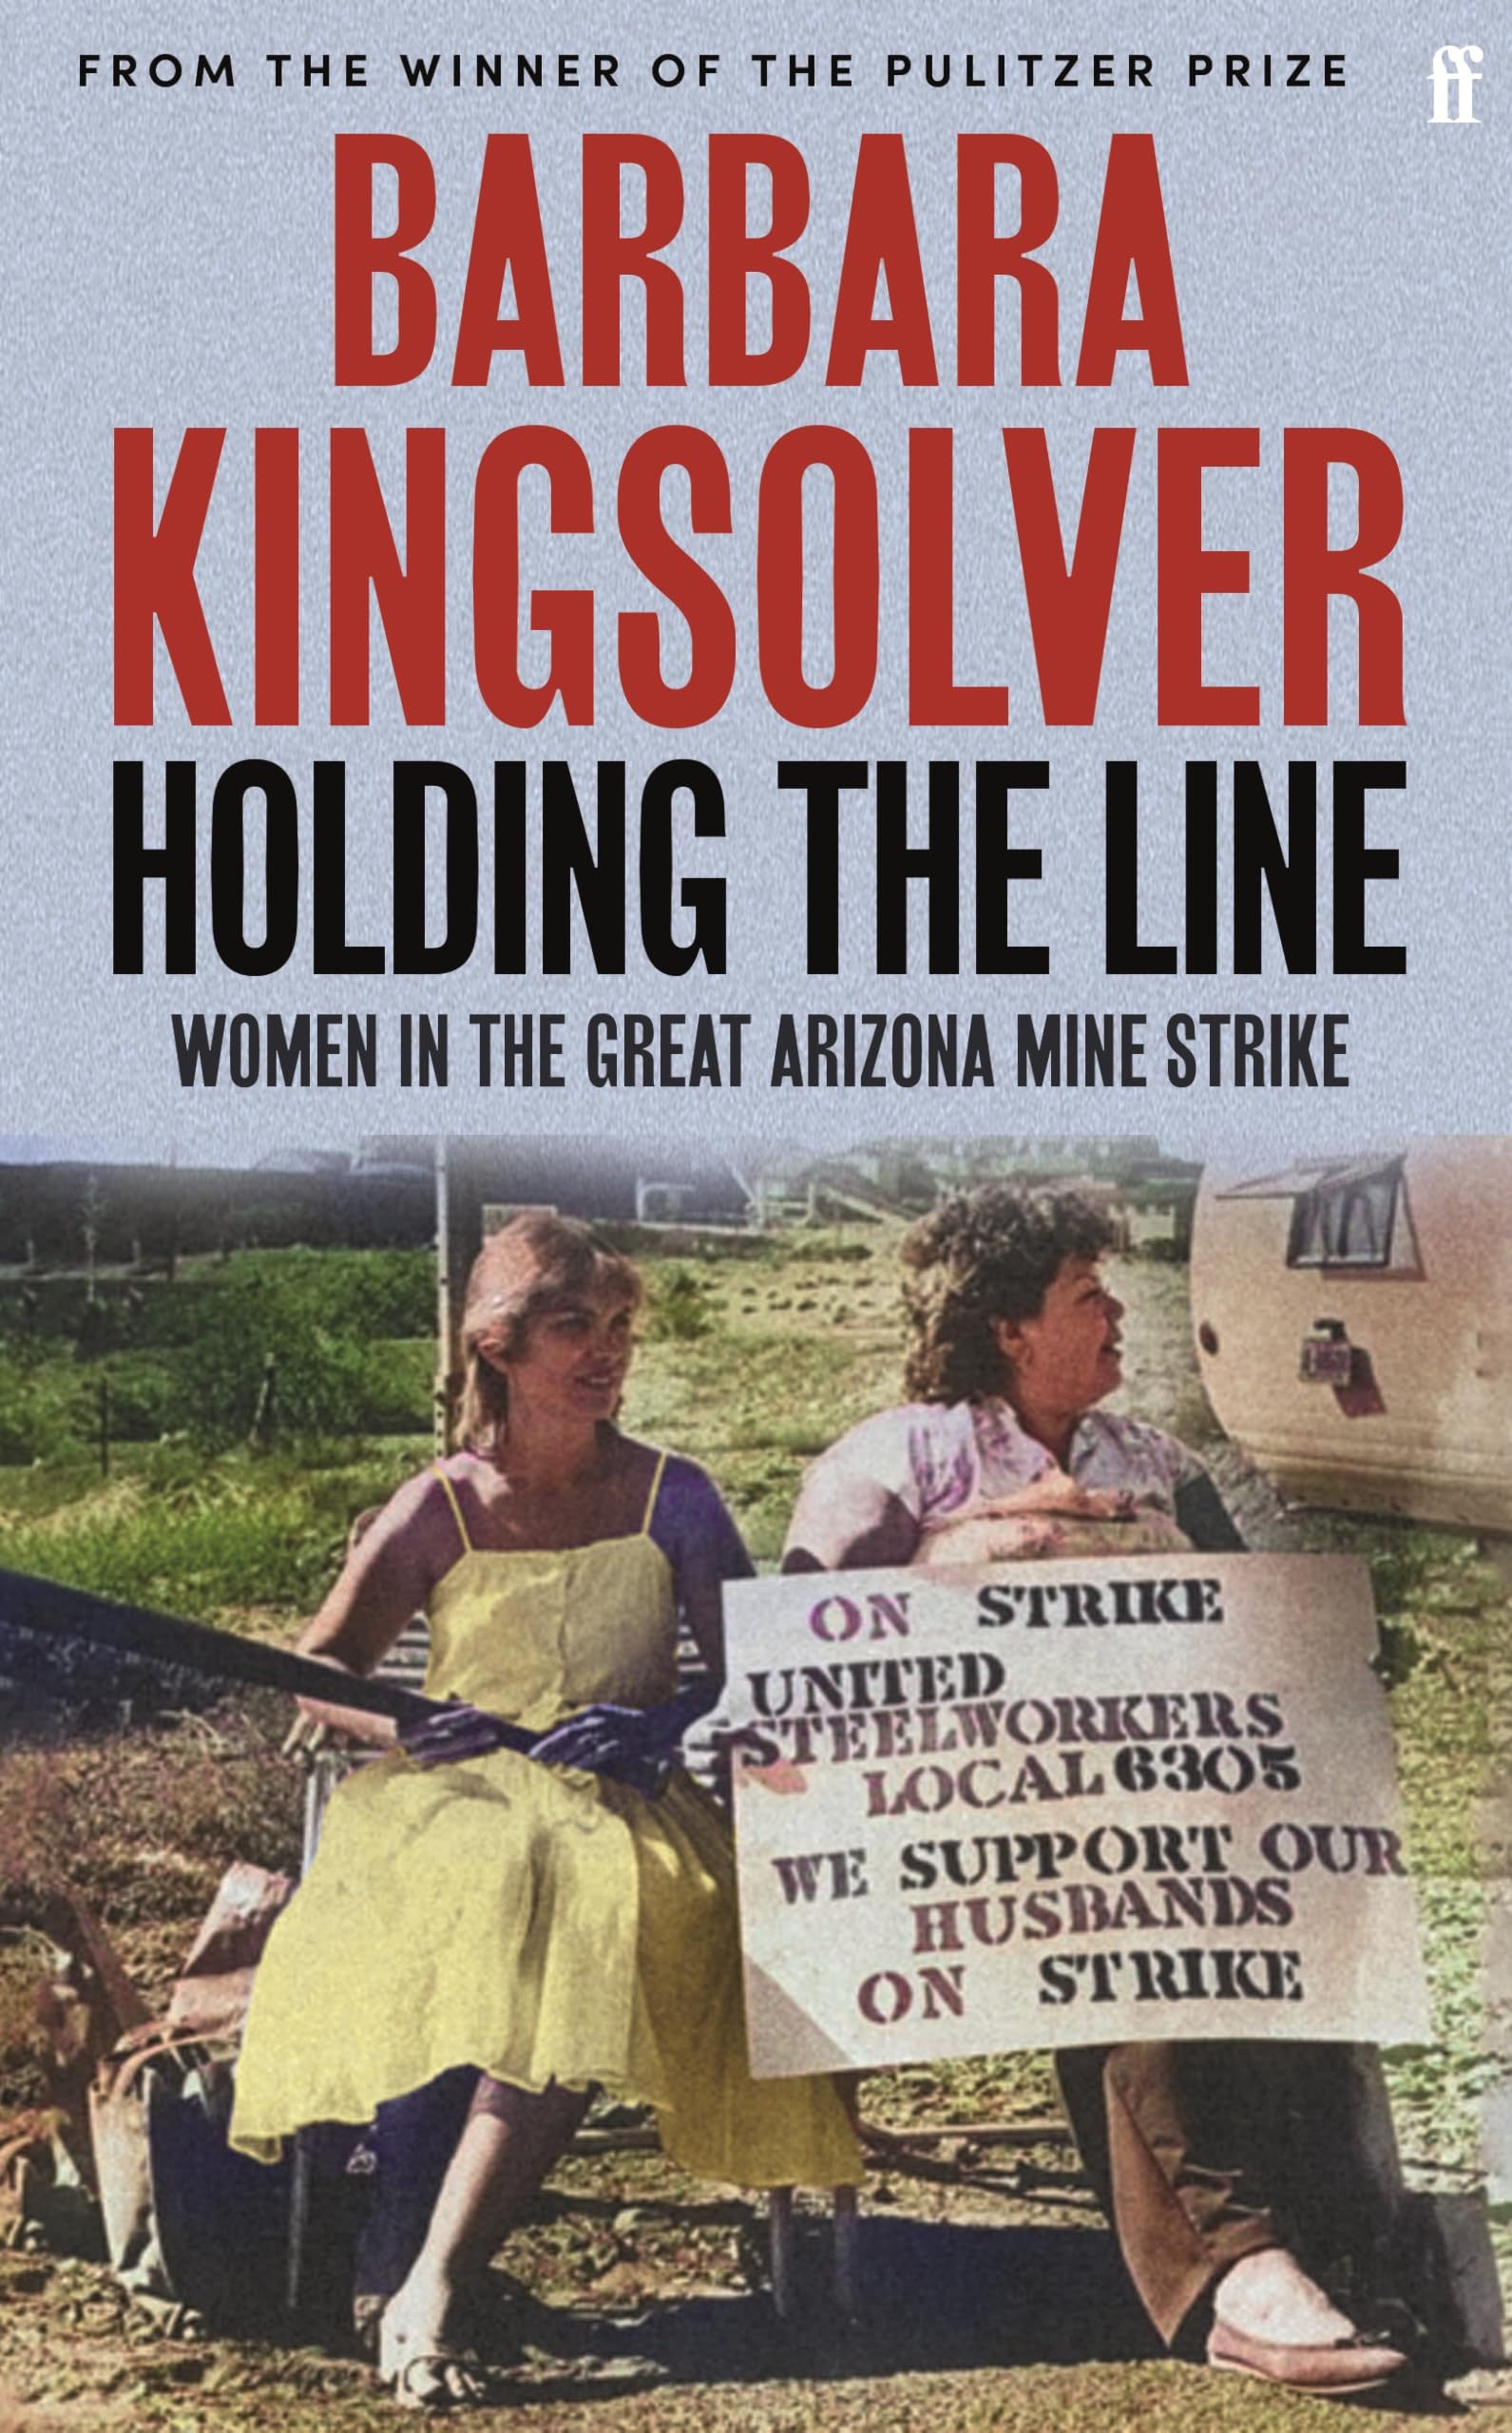 FROM THE WINNER OF THE PULITZER PRIZE
ff
BARBARA
KINGSOLVER
HOLDING THE LINE
WOMEN IN THE GREAT ARIZONA MINE STRIKE
ON STRIKE
UNITED
STEELWORKERS
LOCAL 6305
WE SUPPORT OUR
HUSBANDS
ON STRIKE